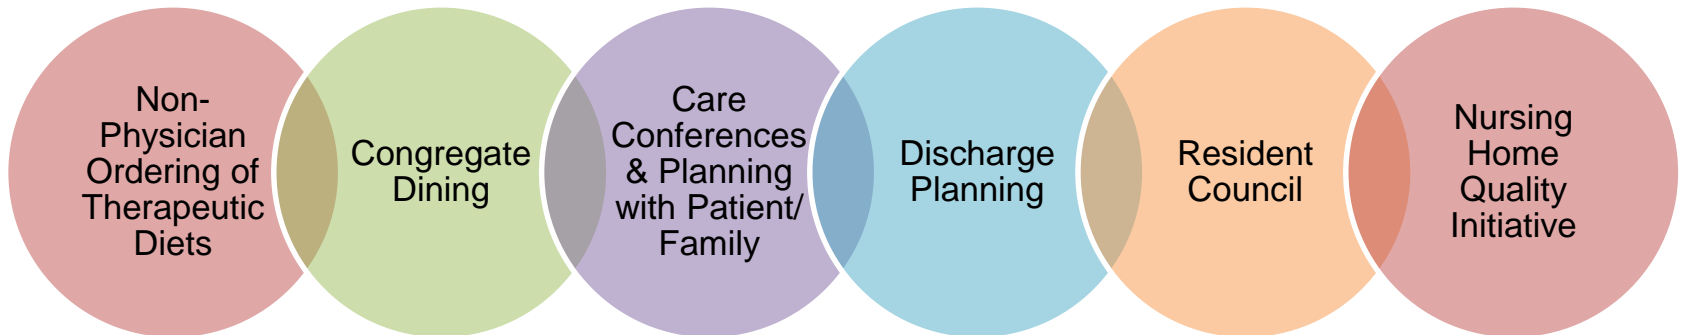 Non-
Physician
Ordering of
Therapeutic
Diets
Congregate
Dining
Care
Conferences
& Planning
with Patient/
Family
Discharge
Planning
Resident
Council
Nursing
Home
Quality
Initiative